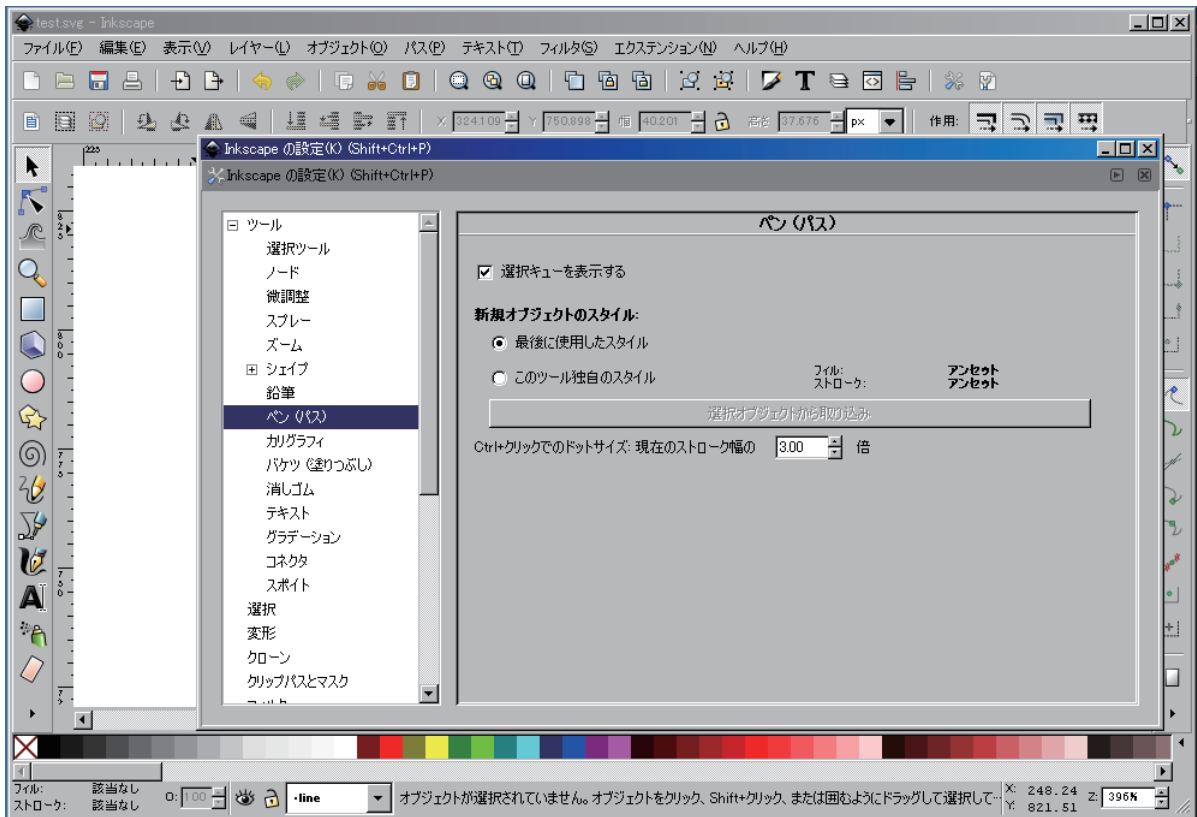 test.svg - Inkscape
ファイル(F) 編集(E) 表示(V) レイヤー(L) オブジェクト(O) パス(P) テキスト(T) フィルタ(S) エクステンション(N) ヘルプ(H)
X 324.109 Y 750.898 幅 40.201 高さ 37.676 px 作用:
225
Inkscape の設定(K) (Shift+Ctrl+P)
Inkscape の設定(K) (Shift+Ctrl+P)
ツール
選択ツール
ノード
微調整
スプレー
ズーム
シェイプ
鉛筆
ペン (パス)
カリグラフィ
バケツ (塗りつぶし)
消しゴム
テキスト
グラデーション
コネクタ
スポイト
選択
変形
クローン
クリップパスとマスク
ペン (パス)
選択キューを表示する
新規オブジェクトのスタイル:
最後に使用したスタイル
このツール独自のスタイル
フィル: アンセット
ストローク: アンセット
選択オブジェクトから取り込み
Ctrl+クリックでのドットサイズ: 現在のストローク幅の 3.00 倍
825
800
775
750
フィル: 該当なし
ストローク: 該当なし
O: 100
·line
オブジェクトが選択されていません。オブジェクトをクリック、Shift+クリック、または囲むようにドラッグして選択して…
X: 248.24
Y: 821.51
Z: 396%